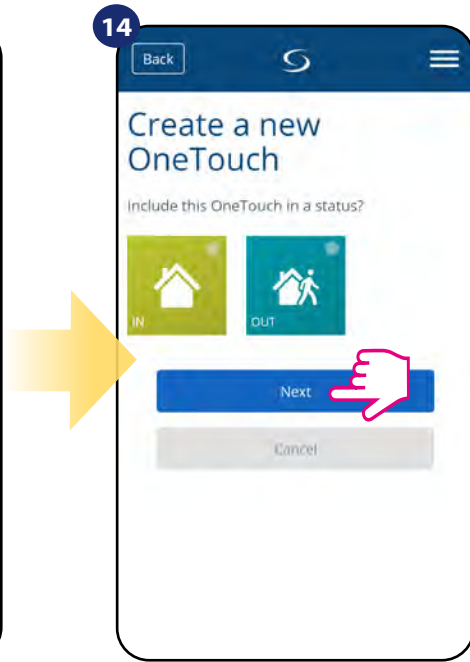 14
Back
Create a new
OneTouch
Include this OneTouch in a status?
IN
OUT
Next
Cancel